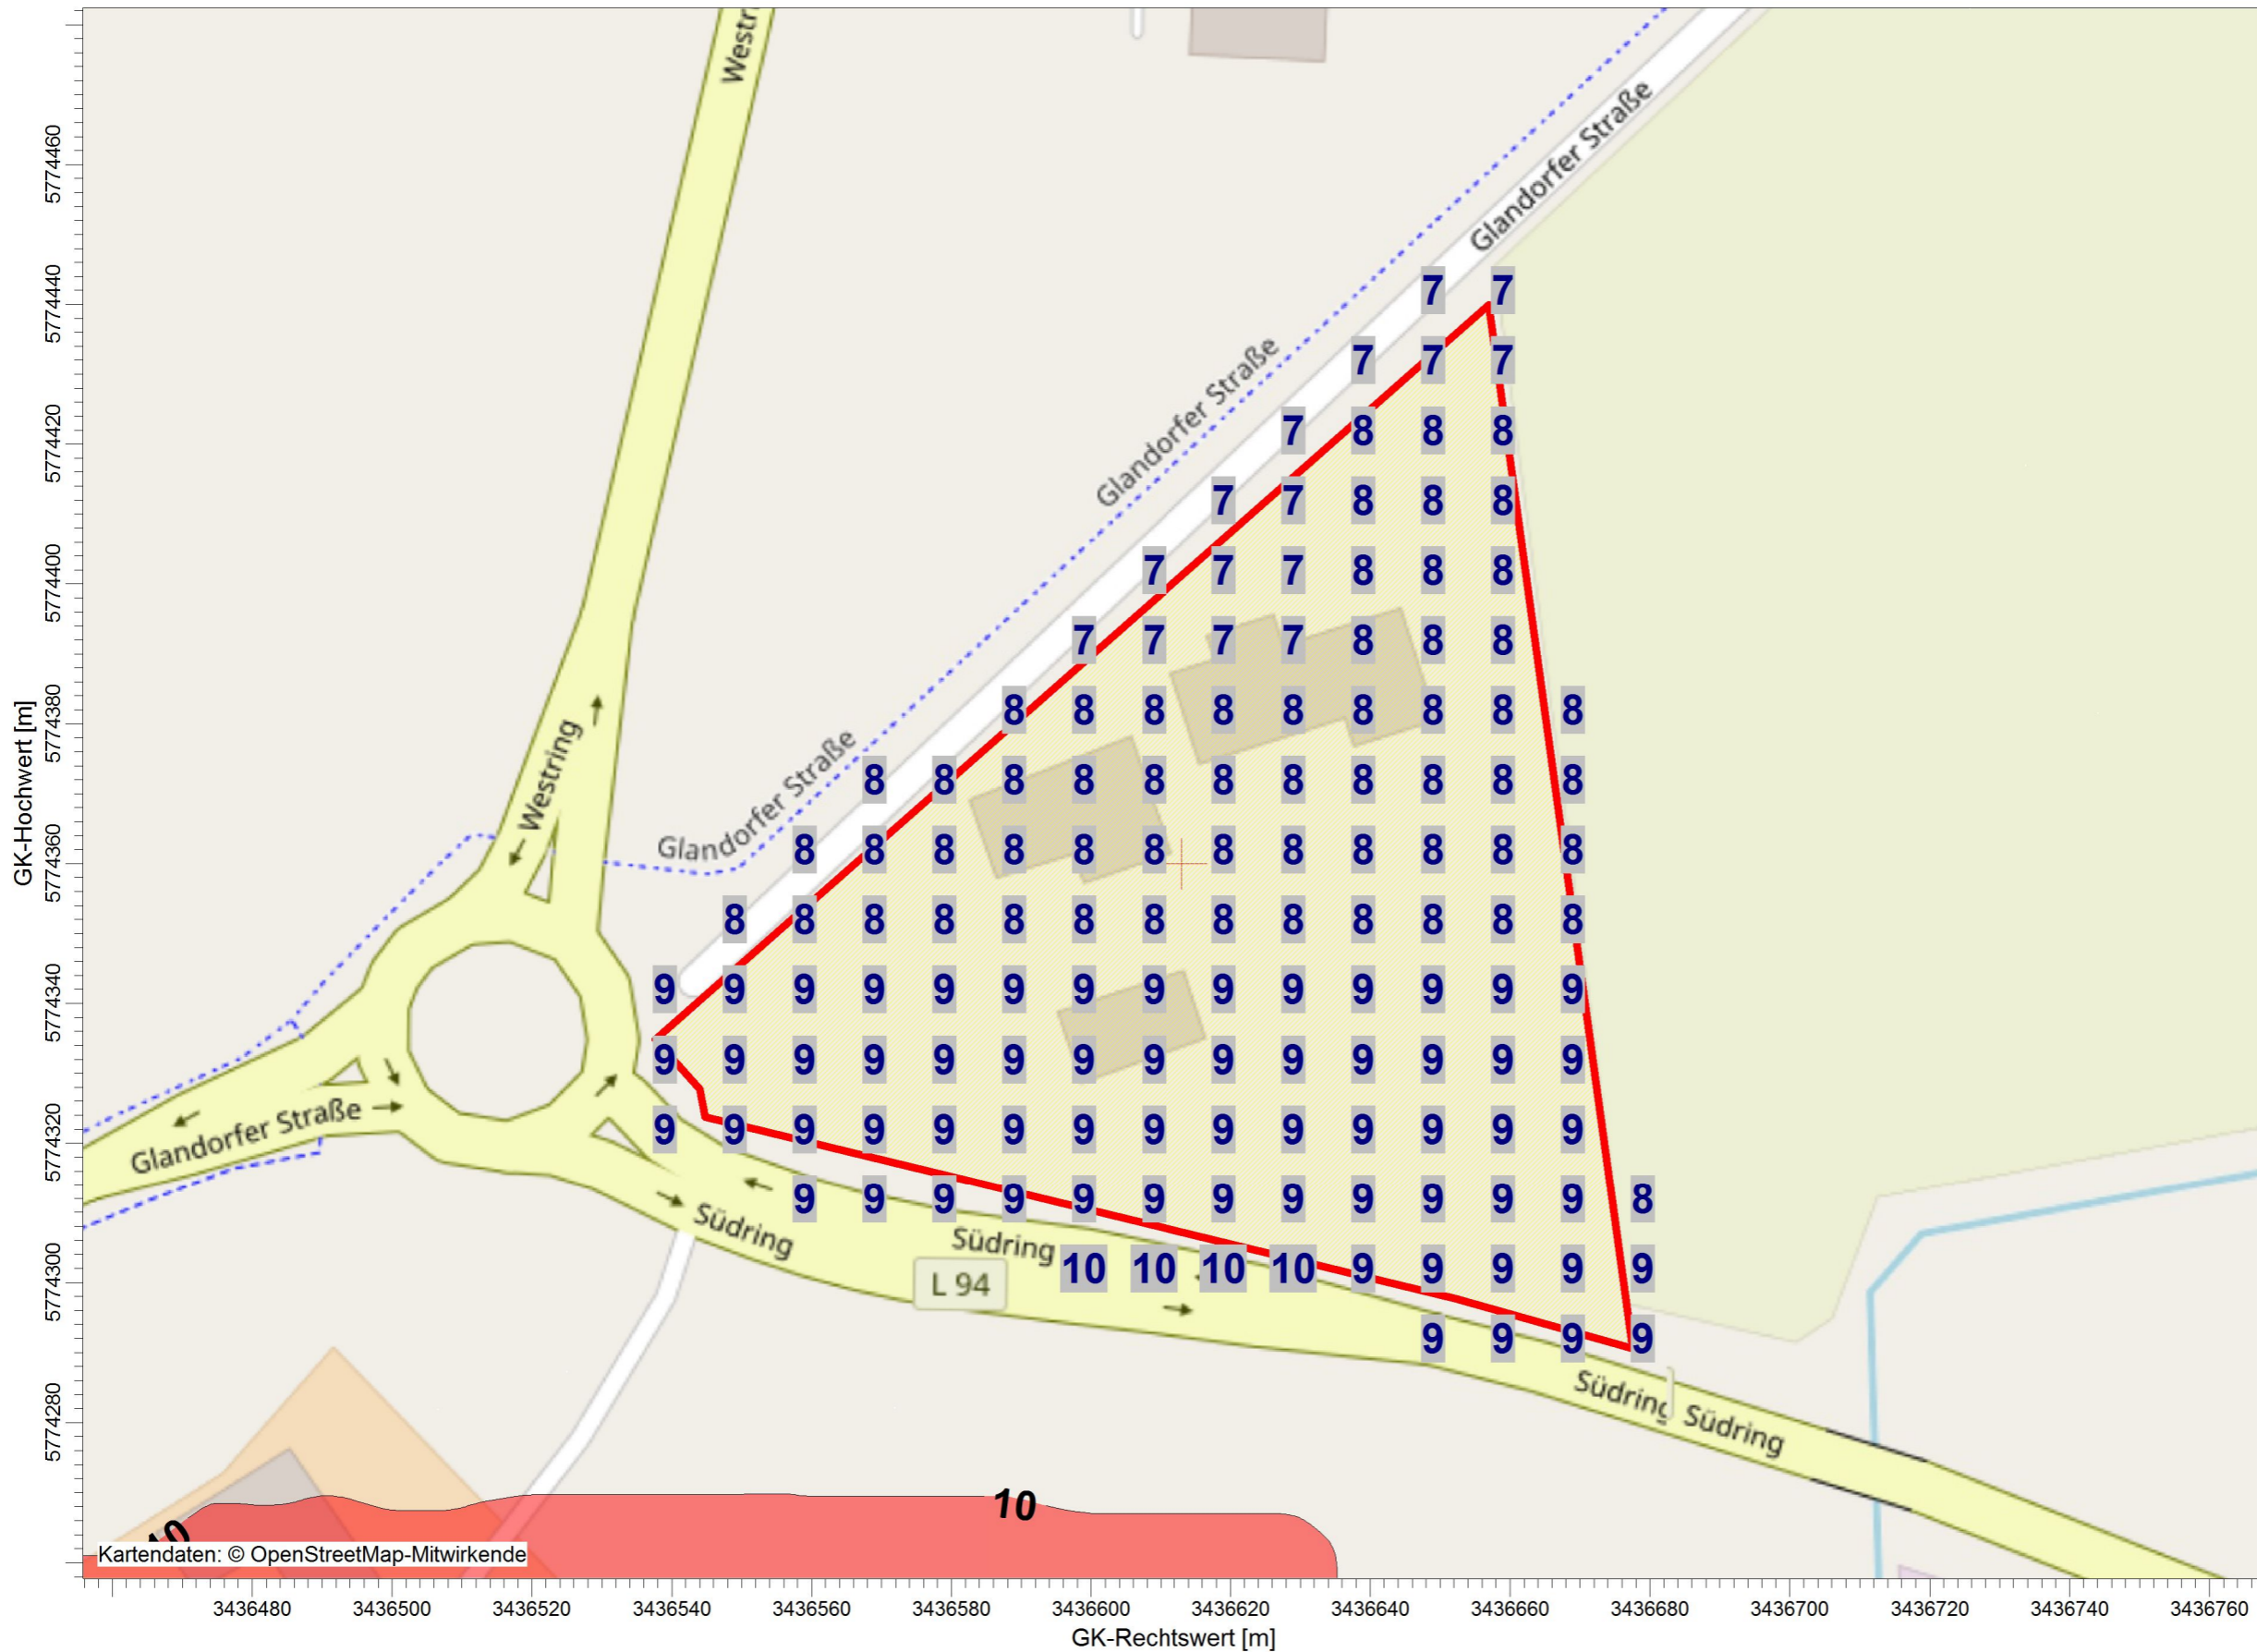 Westr
Glandorfer Straße
7 7
Glandorfer Straße
7 7 7
7 8 8 8
7 7 8 8 8
7 7 7 8 8 8
7 7 7 7 8 8 8
8 8 8 8 8 8 8 8 9
Westring
Glandorfer Straße
8 8 8 8 8 8 8 8 8 8 8
8 8 8 8 8 8 8 8 8 8 8 8
8 8 8 8 8 8 8 8 8 8 8 8 8
9 9 9 9 9 9 9 9 9 9 9 9 9 9
9 9 9 9 9 9 9 9 9 9 9 9 9 9
Glandorfer Straße
9 9 9 9 9 9 9 9 9 9 9 9 9 9
9 9 9 9 9 9 9 9 9 9 9 9 8
Südring
Südring
L 94
10 10 10 10 9 9 9 9 9
9 9 9 9
Südring
Südring
10
10
Kartendaten: © OpenStreetMap-Mitwirkende
GK-Hochwert [m]
5774460
5774440
5774420
5774400
5774380
5774360
5774340
5774320
5774300
5774280
3436480 3436500 3436520 3436540 3436560 3436580 3436600 3436620 3436640 3436660 3436680 3436700 3436720 3436740 3436760
GK-Rechtswert [m]